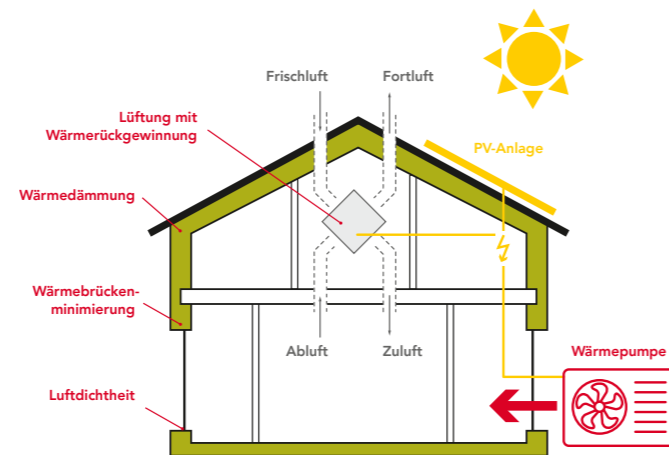 Frischluft
Fortluft
Lüftung mit
Wärmerückgewinnung
PV-Anlage
Wärmedämmung
Wärmebrücken-
minimierung
Abluft
Zuluft
Wärmepumpe
Luftdichtheit